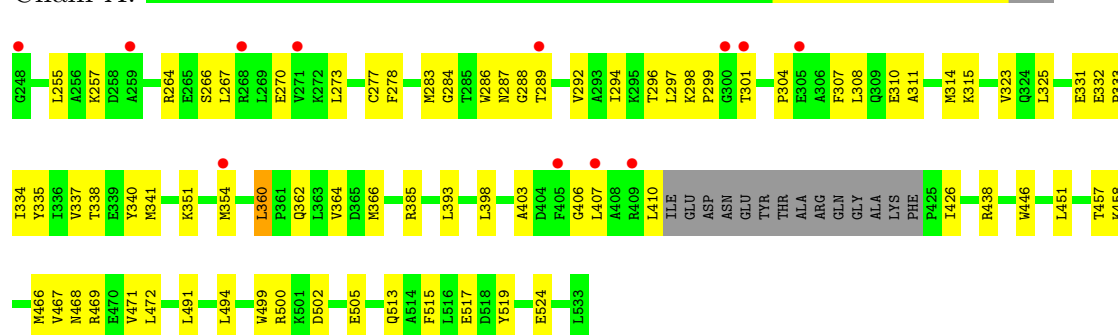 Chain A:
G248 L255 A256 K257 D258 A259 R264 E265 S266 L267 R268 L269 E270 V271 K272 L273 C277 F278 M283 G284 T285 W286 N287 G288 T289 V292 A293 I294 K295 T296 L297 K298 P299 G300 T301 P304 E305 A306 F307 L308 Q309 E310 A311 M314 K315 V323 Q324 L325 E331 E332 P333
I334 Y335 I336 V337 T338 E339 Y340 M341 K351 M354 L360 P361 Q362 L363 V364 D365 M366 R385 L393 L398 A403 D404 F405 G406 L407 A408 R409 L410 ILE GLU ASP ASN GLU TYR THR ALA ARG GLN GLY ALA LYS PHE P425 I426 R438 W446 L451 T457
M466 V467 N468 R469 E470 V471 L472 L491 L494 W499 R500 K501 D502 E505 Q513 A514 F515 L516 E517 D518 Y519 E524 L533